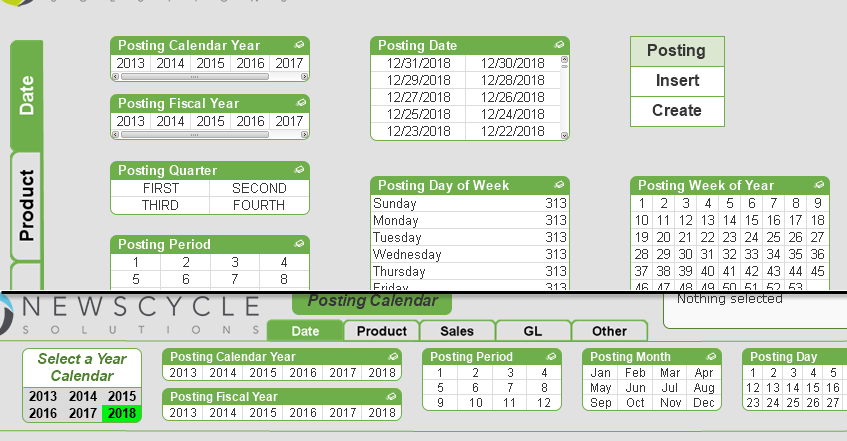 Date
Product
Posting Calendar Year
2013 2014 2015 2016 2017
Posting Fiscal Year
2013 2014 2015 2016 2017
Posting Quarter
FIRST SECOND
THIRD FOURTH
Posting Period
1 2 3 4
5 6 7 8
Posting Date
12/31/2018 12/30/2018
12/29/2018 12/28/2018
12/27/2018 12/26/2018
12/25/2018 12/24/2018
12/23/2018 12/22/2018
Posting Day of Week
Sunday 313
Monday 313
Tuesday 313
Wednesday 313
Thursday 313
Friday 313
Posting
Insert
Create
Posting Week of Year
1 2 3 4 5 6 7 8 9
10 11 12 13 14 15 16 17 18
19 20 21 22 23 24 25 26 27
28 29 30 31 32 33 34 35 36
37 38 39 40 41 42 43 44 45
46 47 48 49 50 51 52 53
NEWSCYCLE
SOLUTIONS
Posting Calendar
Nothing selected
Date Product Sales GL Other
Select a Year
Calendar
2013 2014 2015
2016 2017 2018
Posting Calendar Year
2013 2014 2015 2016 2017 2018
Posting Fiscal Year
2013 2014 2015 2016 2017 2018
Posting Period
1 2 3 4
5 6 7 8
9 10 11 12
Posting Month
Jan Feb Mar Apr
May Jun Jul Aug
Sep Oct Nov Dec
Posting Day
1 2 3 4 5
12 13 14 15 16
23 24 25 26 27